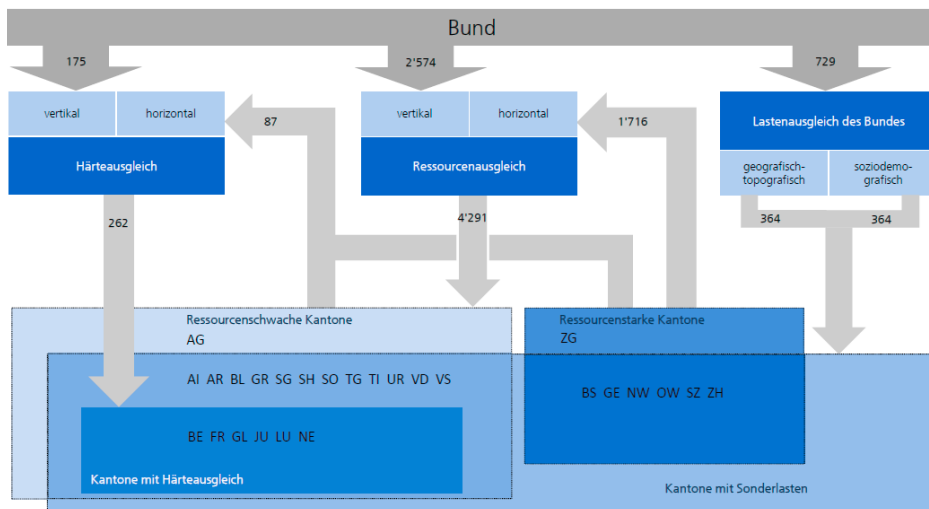 Bund
175
2'574
729
vertikal
horizontal
87
vertikal
horizontal
1'716
Lastenausgleich des Bundes
Härteausgleich
Ressourcenausgleich
geografisch-
topografisch
soziodemo-
grafisch
262
4'291
364
364
Ressourcenschwache Kantone
AG
Ressourcenstarke Kantone
ZG
AI AR BL GR SG SH SO TG TI UR VD VS
BS GE NW OW SZ ZH
BE FR GL JU LU NE
Kantone mit Härteausgleich
Kantone mit Sonderlasten